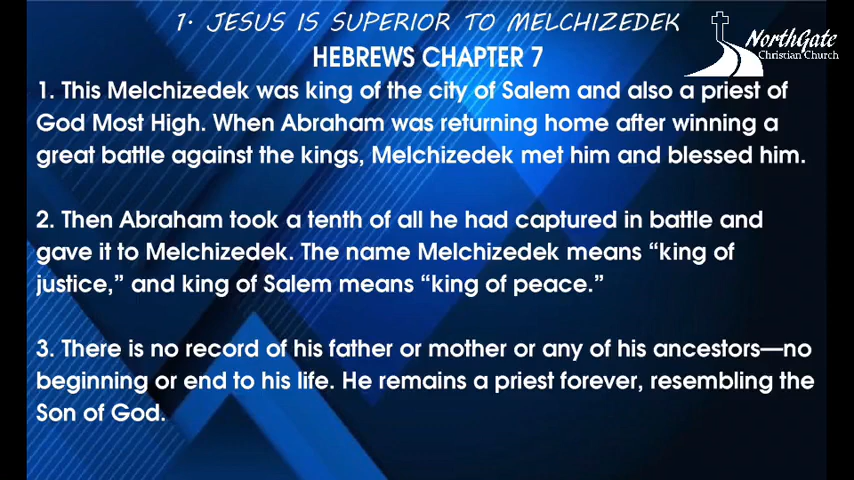 1. JESUS IS SUPERIOR TO MELCHIZEDEK
HEBREWS CHAPTER 7
NorthGate
Christian Church
1. This Melchizedek was king of the city of Salem and also a priest of
God Most High. When Abraham was returning home after winning a
great battle against the kings, Melchizedek met him and blessed him.
2. Then Abraham took a tenth of all he had captured in battle and
gave it to Melchizedek. The name Melchizedek means “king of
justice,” and king of Salem means “king of peace.”
3. There is no record of his father or mother or any of his ancestors—no
beginning or end to his life. He remains a priest forever, resembling the
Son of God.